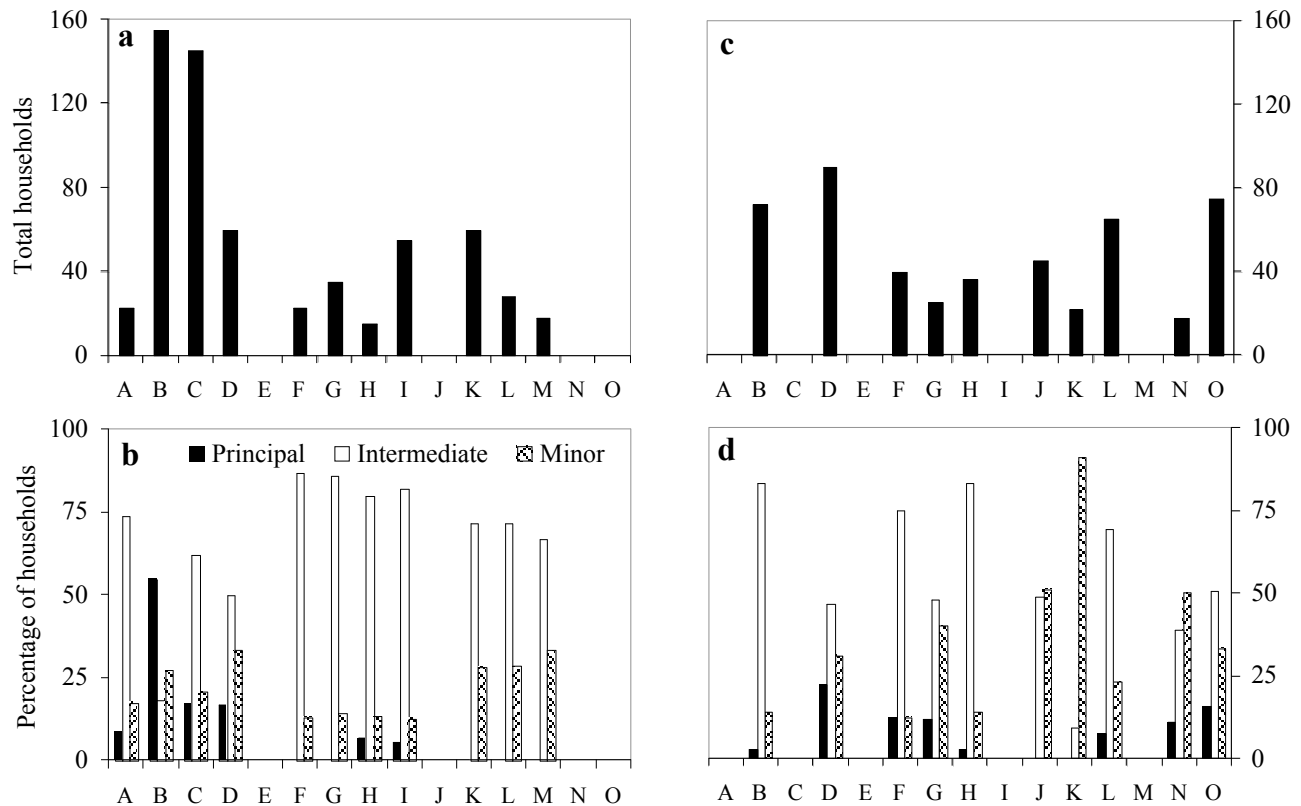 a
Total households
160
120
80
40
0
A B C D E F G H I J K L M N O
c
160
120
80
40
0
A B C D E F G H I J K L M N O
b
Principal Intermediate Minor
Percentage of households
100
75
50
25
0
A B C D E F G H I J K L M N O
d
100
75
50
25
0
A B C D E F G H I J K L M N O